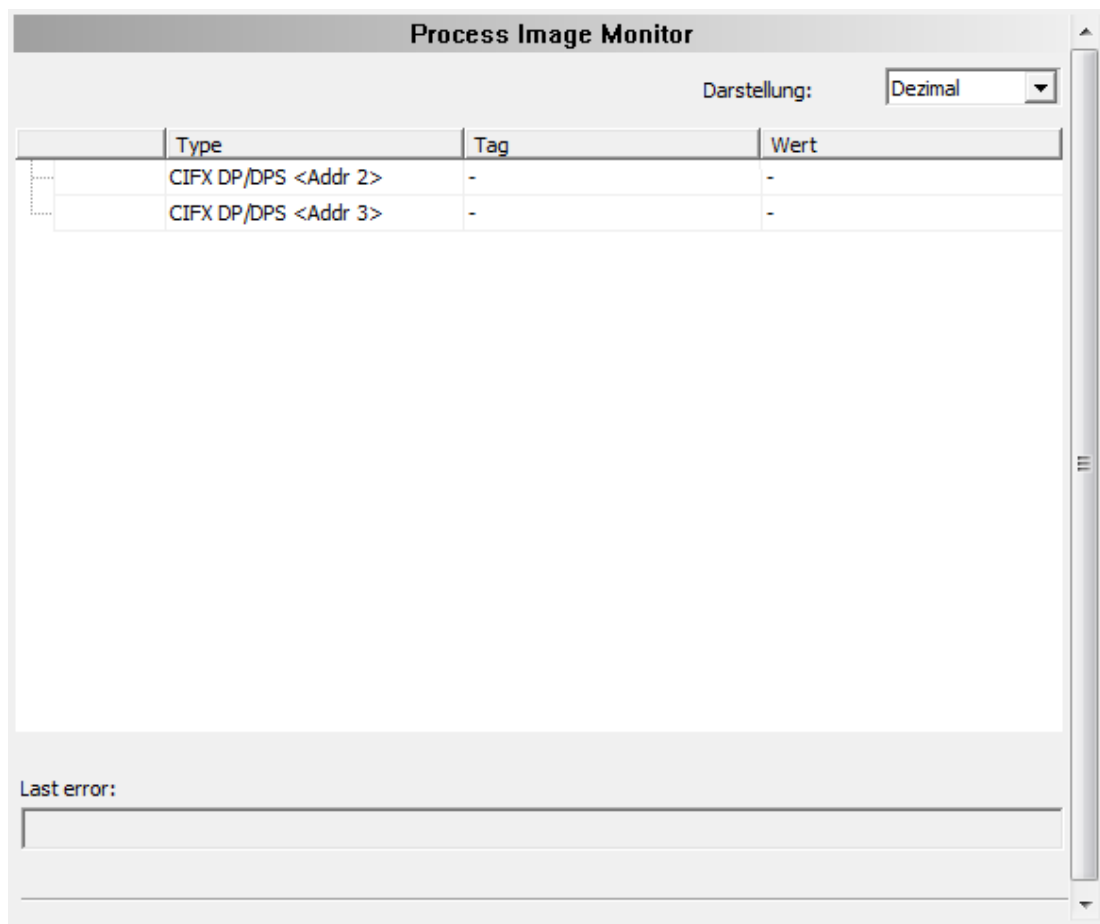 Process Image Monitor
Darstellung: Dezimal
Type Tag Wert
CIFX DP/DPS <Addr 2> - -
CIFX DP/DPS <Addr 3> - -
Last error: